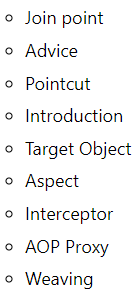 Join point
Advice
Pointcut
Introduction
Target Object
Aspect
Interceptor
AOP Proxy
Weaving